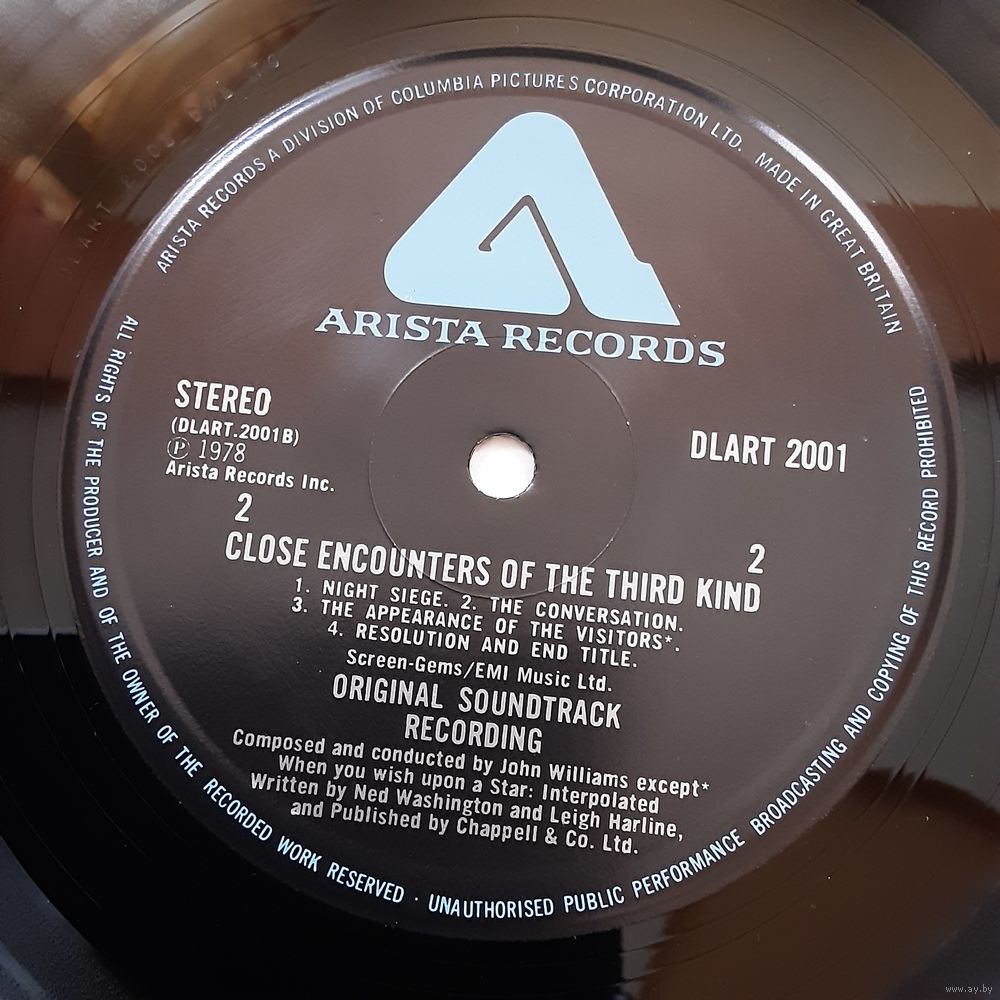 ARISTA RECORDS A DIVISION OF COLUMBIA PICTURES CORPORATION LTD. MADE IN GREAT BRITAIN
ARISTA RECORDS
STEREO
(DLART.2001B)
Ⓟ 1978
Arista Records Inc.
DLART 2001
2
2
CLOSE ENCOUNTERS OF THE THIRD KIND
1. NIGHT SIEGE. 2. THE CONVERSATION.
3. THE APPEARANCE OF THE VISITORS*.
4. RESOLUTION AND END TITLE.
Screen-Gems/EMI Music Ltd.
ORIGINAL SOUNDTRACK
RECORDING
Composed and conducted by John Williams except*
When you wish upon a Star: Interpolated
Written by Ned Washington and Leigh Harline,
and Published by Chappell & Co. Ltd.
ALL RIGHTS OF THE PRODUCER AND OF THE OWNER OF THE RECORDED WORK RESERVED · UNAUTHORISED PUBLIC PERFORMANCE BROADCASTING AND COPYING OF THIS RECORD PROHIBITED
www.ay.by